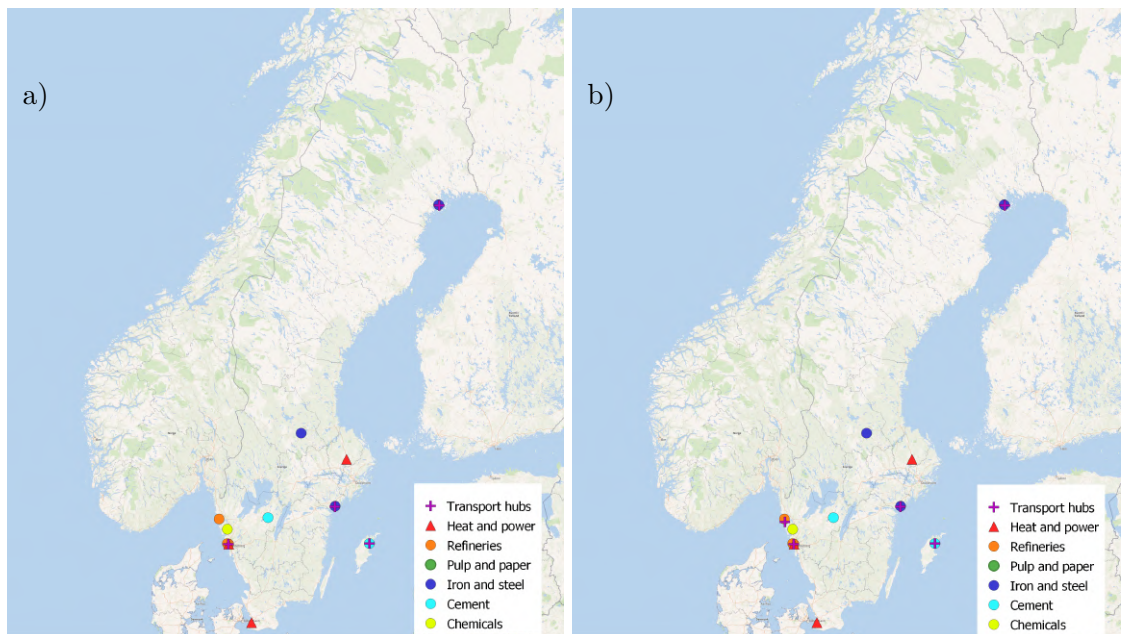 a)
Transport hubs
Heat and power
Refineries
Pulp and paper
Iron and steel
Cement
Chemicals
b)
Transport hubs
Heat and power
Refineries
Pulp and paper
Iron and steel
Cement
Chemicals